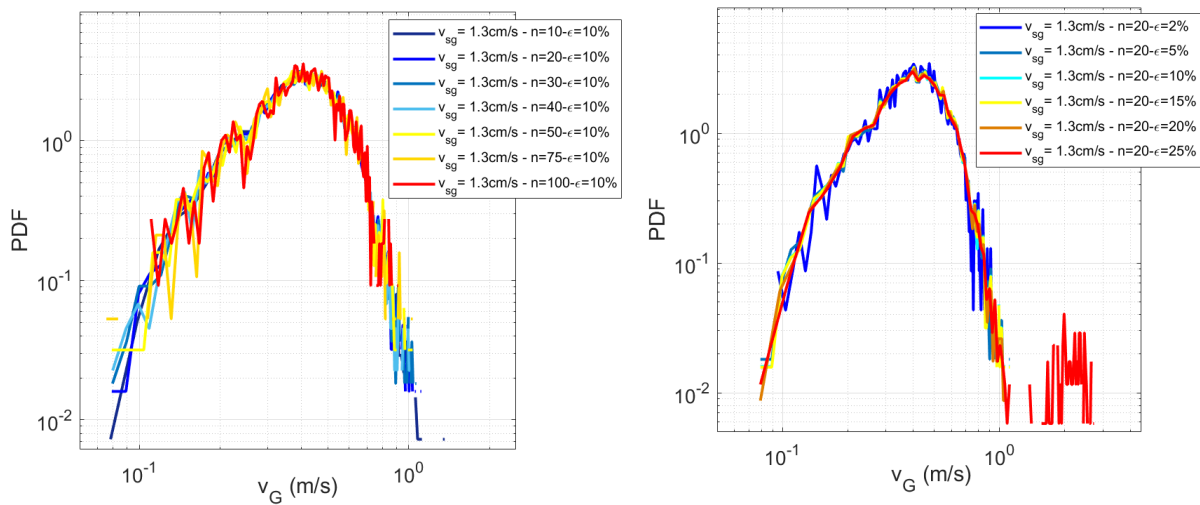 v_sg= 1.3cm/s - n=10-ϵ=10%
v_sg= 1.3cm/s - n=20-ϵ=10%
v_sg= 1.3cm/s - n=30-ϵ=10%
v_sg= 1.3cm/s - n=40-ϵ=10%
v_sg= 1.3cm/s - n=50-ϵ=10%
v_sg= 1.3cm/s - n=75-ϵ=10%
v_sg= 1.3cm/s - n=100-ϵ=10%
10^0
10^-1
10^-2
PDF
10^-1
10^0
v_G (m/s)
v_sg= 1.3cm/s - n=20-ϵ=2%
v_sg= 1.3cm/s - n=20-ϵ=5%
v_sg= 1.3cm/s - n=20-ϵ=10%
v_sg= 1.3cm/s - n=20-ϵ=15%
v_sg= 1.3cm/s - n=20-ϵ=20%
v_sg= 1.3cm/s - n=20-ϵ=25%
10^0
10^-1
10^-2
PDF
10^-1
10^0
v_G (m/s)